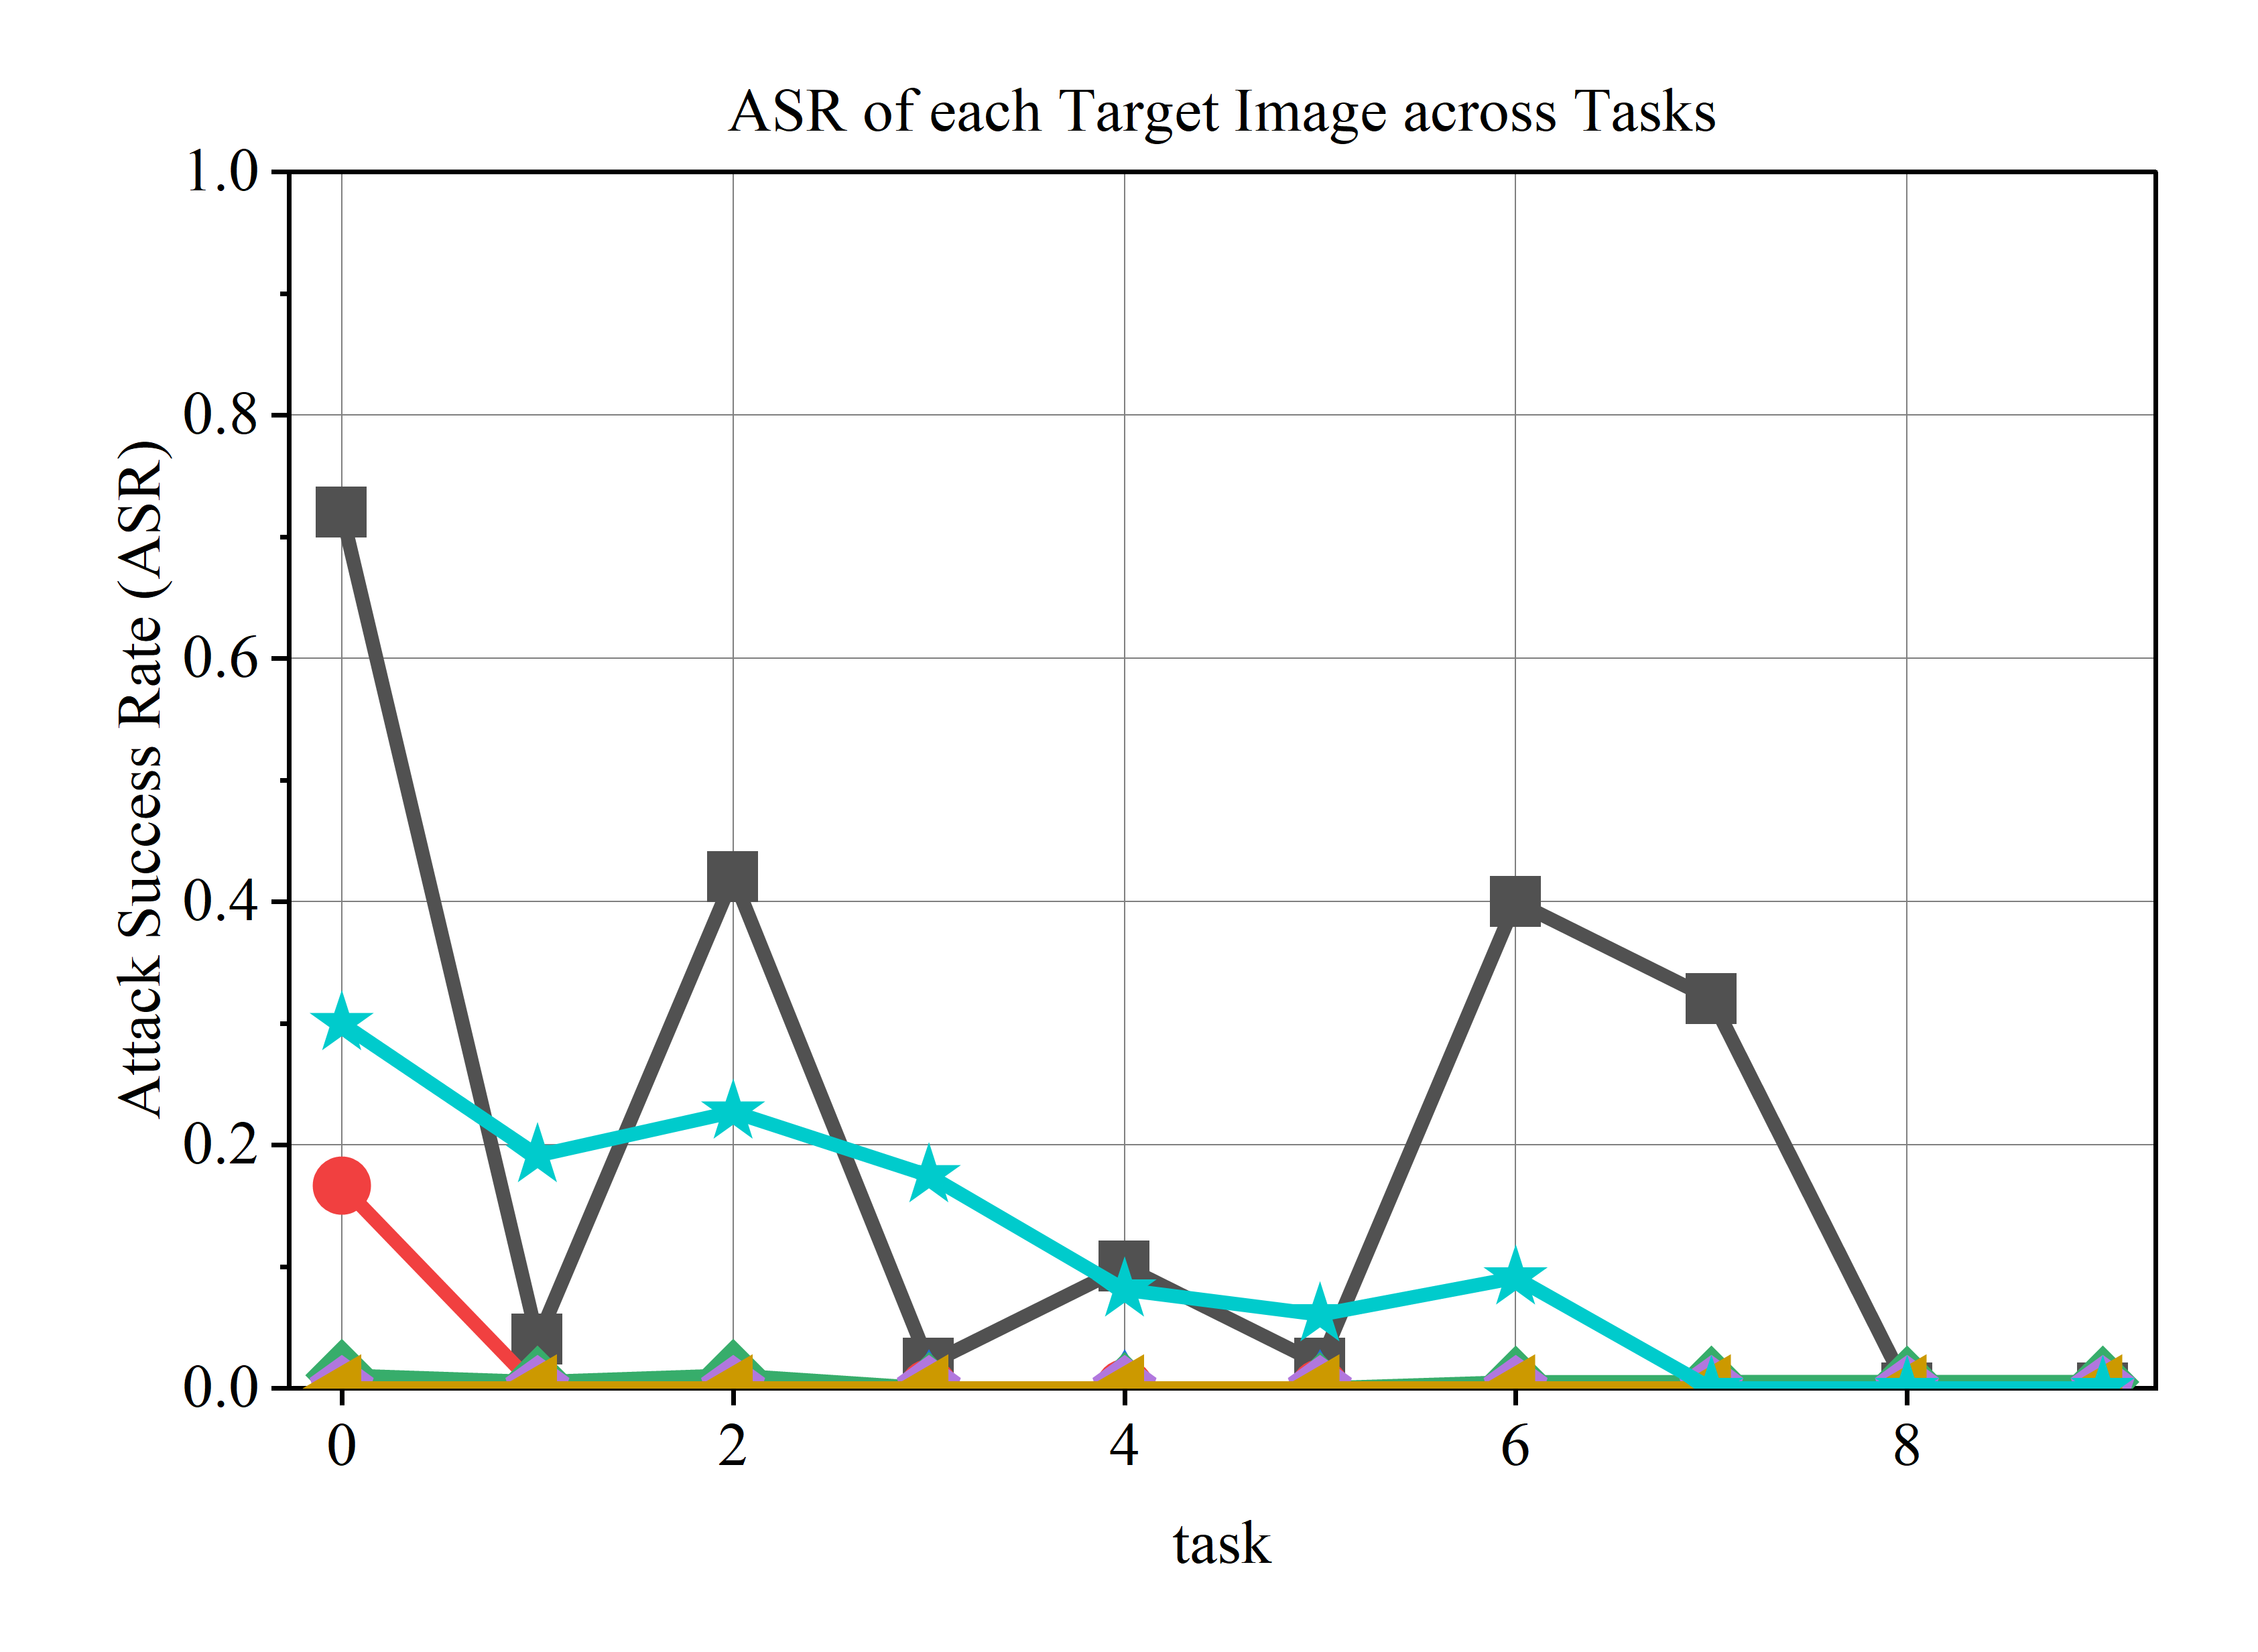 ASR of each Target Image across Tasks
1.0
0.8
0.6
0.4
0.2
0.0
Attack Success Rate (ASR)
0 2 4 6 8
task